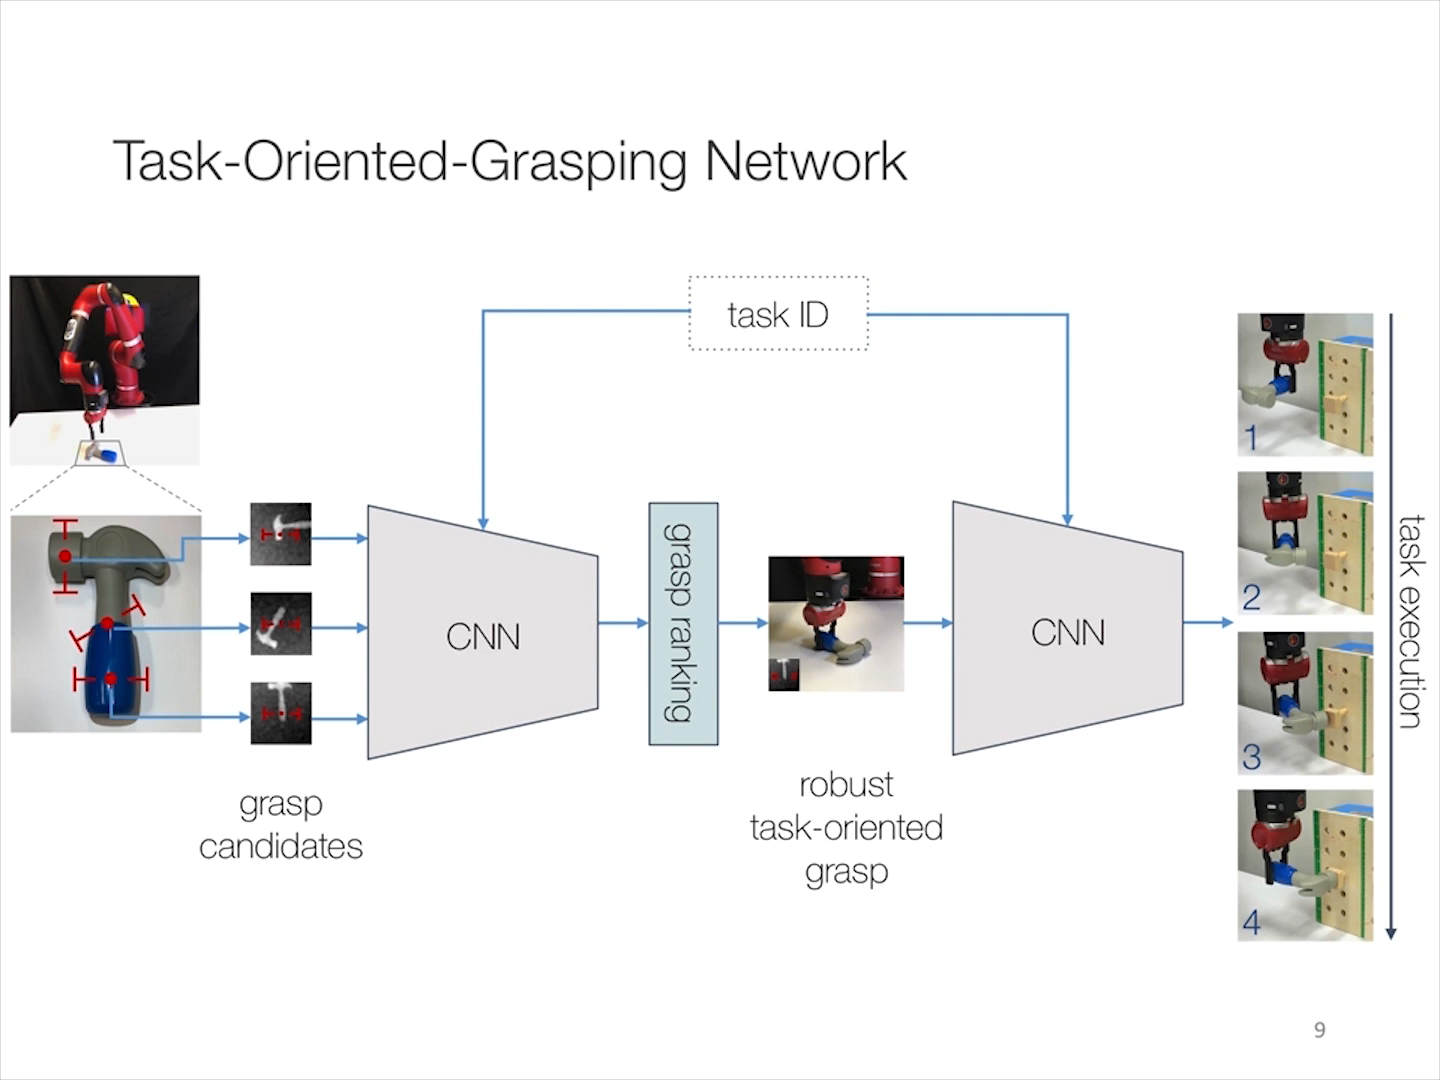 Task-Oriented-Grasping Network
task ID
CNN
grasp ranking
CNN
grasp
candidates
robust
task-oriented
grasp
1
2
3
4
task execution
9